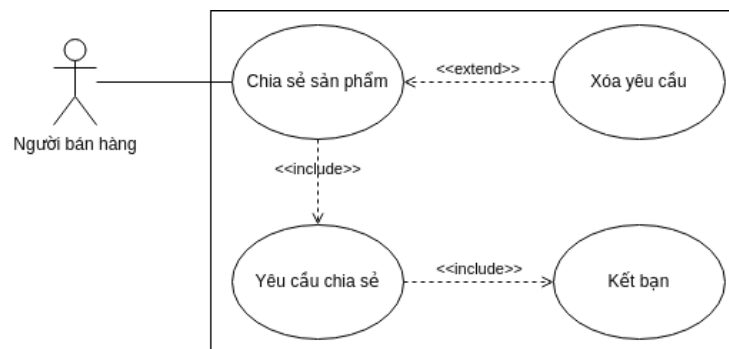 Chia sẻ sản phẩm
<<extend>>
Xóa yêu cầu
Người bán hàng
<<include>>
Yêu cầu chia sẻ
<<include>>
Kết bạn